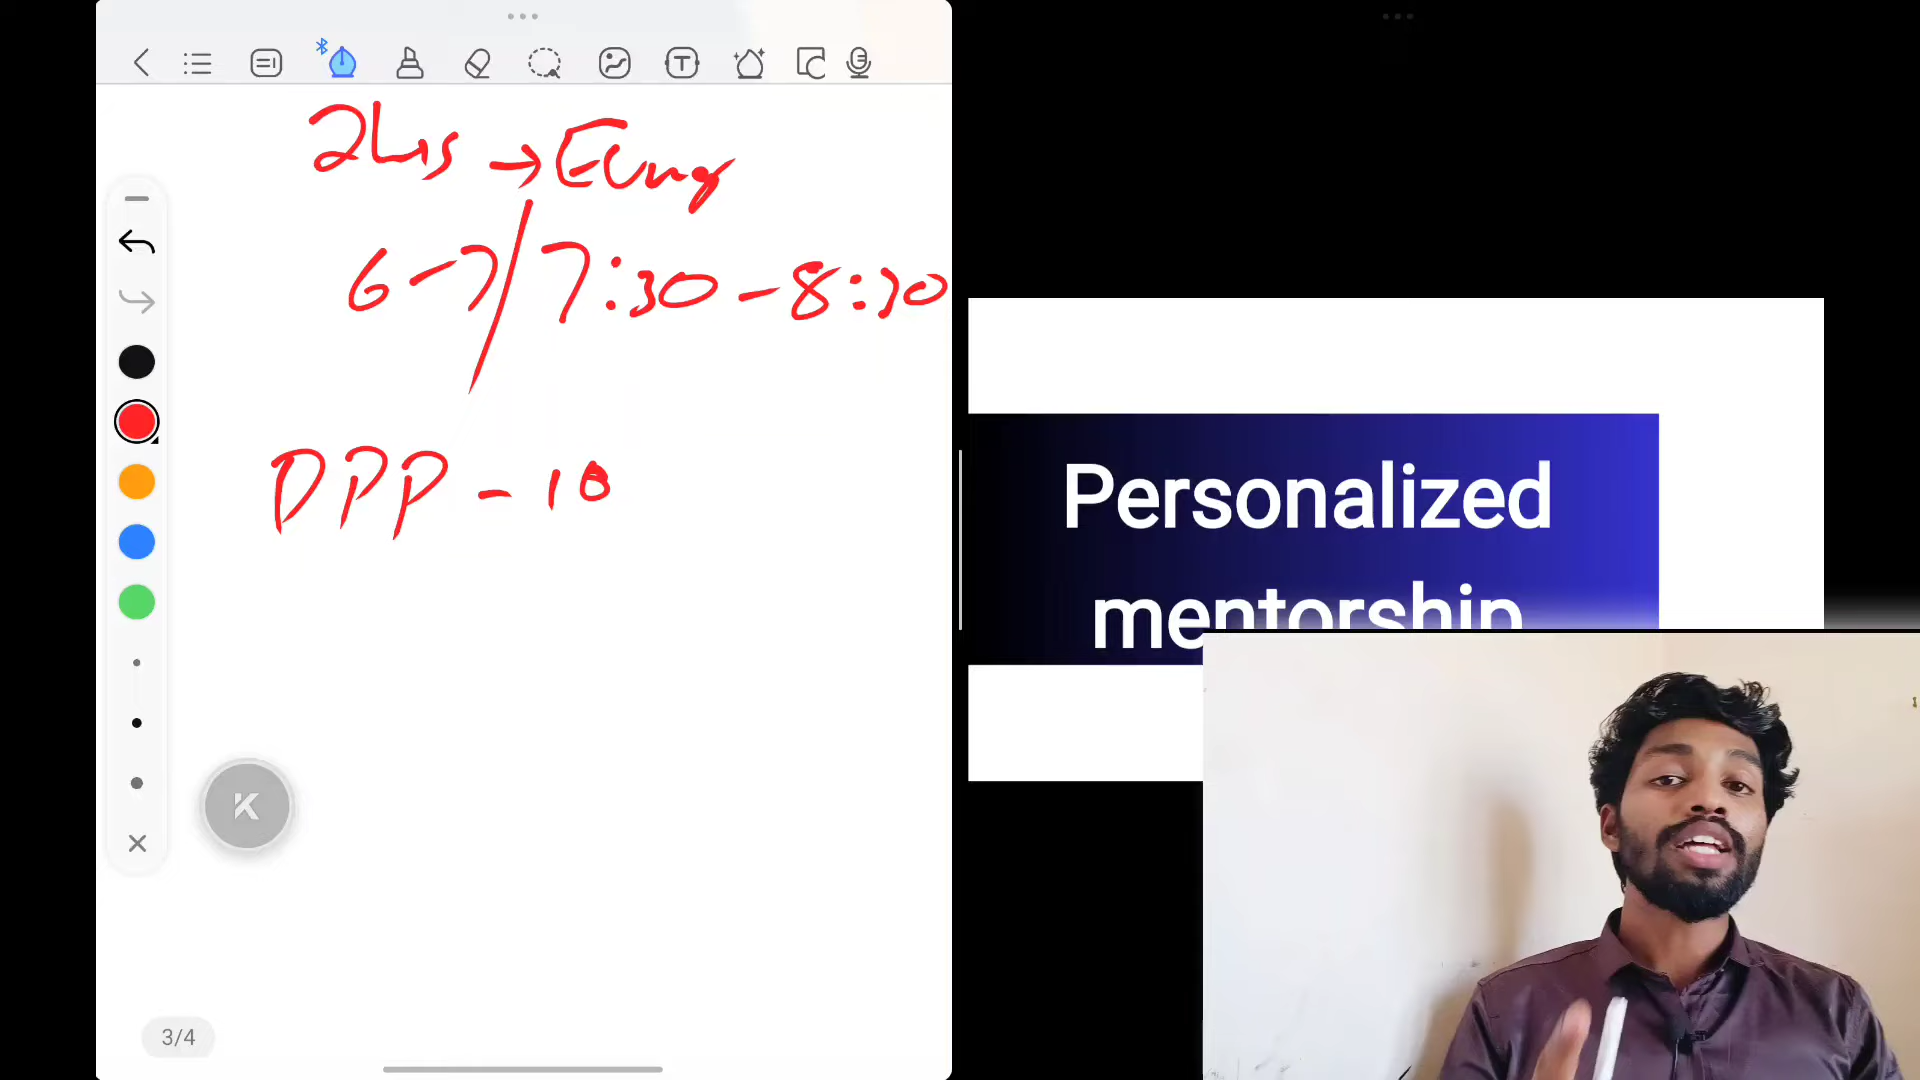 2Hrs → Evng
6-7 / 7:30-8:30
DPP - 10
K
3/4
Personalized
mentorship